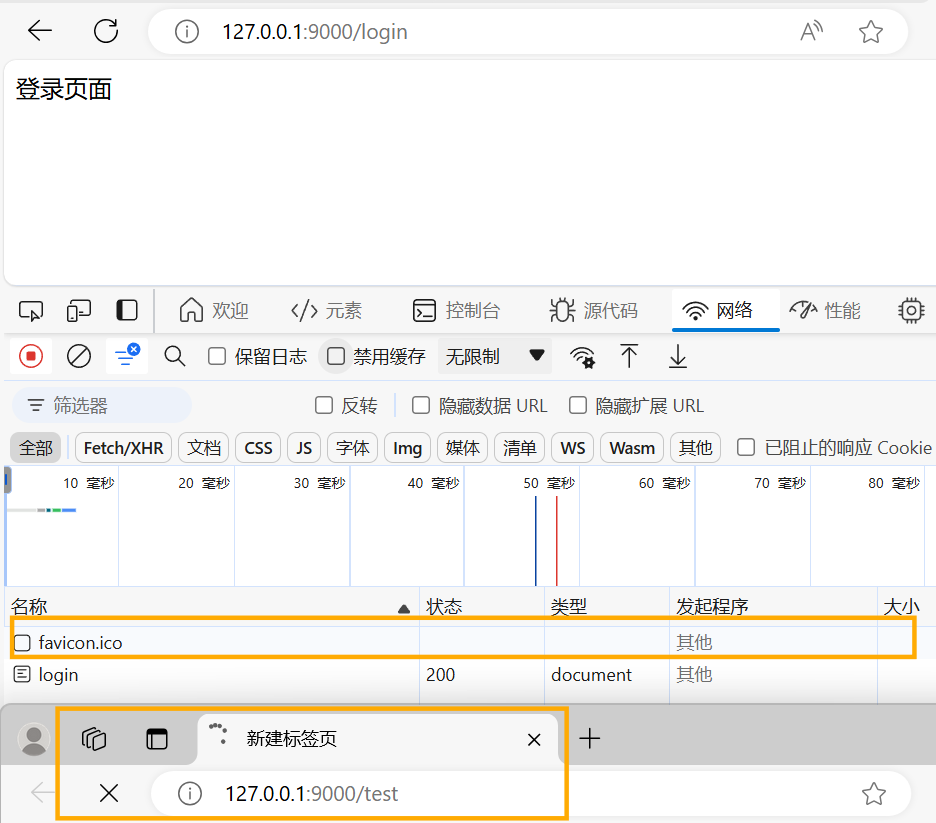 127.0.0.1:9000/login
登录页面
欢迎 元素 控制台 源代码 网络 性能
保留日志 禁用缓存 无限制
筛选器 反转 隐藏数据 URL 隐藏扩展 URL
全部 Fetch/XHR 文档 CSS JS 字体 Img 媒体 清单 WS Wasm 其他 已阻止的响应 Cookie
10 毫秒 20 毫秒 30 毫秒 40 毫秒 50 毫秒 60 毫秒 70 毫秒 80 毫秒
名称 状态 类型 发起程序 大小
favicon.ico 其他
login 200 document 其他
新建标签页
127.0.0.1:9000/test